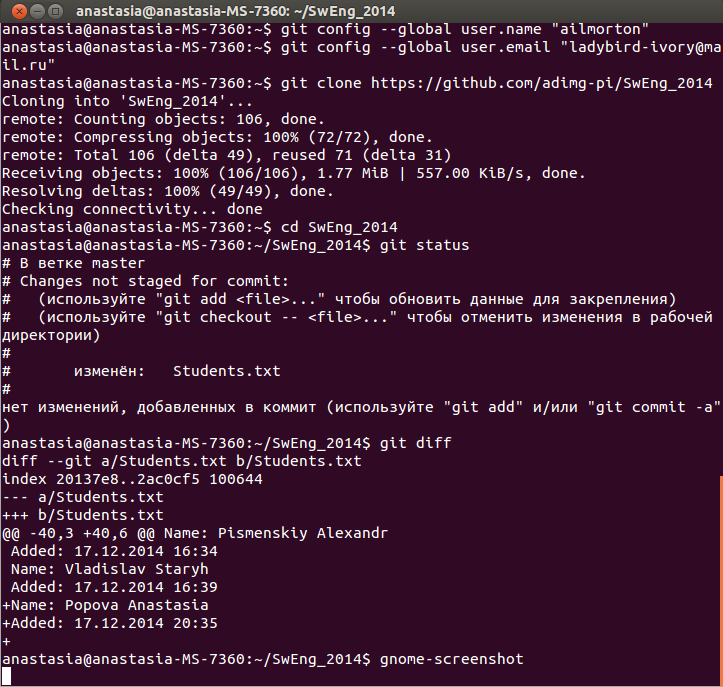 anastasia@anastasia-MS-7360: ~/SwEng_2014
anastasia@anastasia-MS-7360:~$ git config --global user.name "ailmorton"
anastasia@anastasia-MS-7360:~$ git config --global user.email "ladybird-ivory@ma
il.ru"
anastasia@anastasia-MS-7360:~$ git clone https://github.com/adimg-pi/SwEng_2014
Cloning into 'SwEng_2014'...
remote: Counting objects: 106, done.
remote: Compressing objects: 100% (72/72), done.
remote: Total 106 (delta 49), reused 71 (delta 31)
Receiving objects: 100% (106/106), 1.77 MiB | 557.00 KiB/s, done.
Resolving deltas: 100% (49/49), done.
Checking connectivity... done
anastasia@anastasia-MS-7360:~$ cd SwEng_2014
anastasia@anastasia-MS-7360:~/SwEng_2014$ git status
# В ветке master
# Changes not staged for commit:
#   (используйте "git add <file>..." чтобы обновить данные для закрепления)
#   (используйте "git checkout -- <file>..." чтобы отменить изменения в рабочей
директории)
#
#       изменён:   Students.txt
#
нет изменений, добавленных в коммит (используйте "git add" и/или "git commit -a"
)
anastasia@anastasia-MS-7360:~/SwEng_2014$ git diff
diff --git a/Students.txt b/Students.txt
index 20137e8..2ac0cf5 100644
--- a/Students.txt
+++ b/Students.txt
@@ -40,3 +40,6 @@ Name: Pismenskiy Alexandr
 Added: 17.12.2014 16:34
 Name: Vladislav Staryh
 Added: 17.12.2014 16:39
+Name: Popova Anastasia
+Added: 17.12.2014 20:35
+
anastasia@anastasia-MS-7360:~/SwEng_2014$ gnome-screenshot